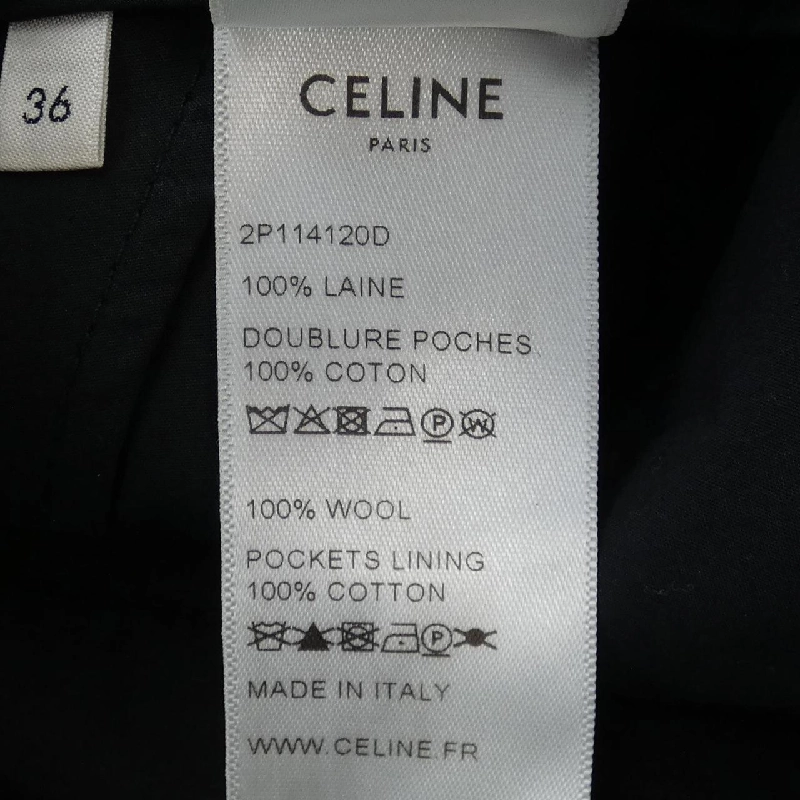 36
CELINE
PARIS
2P114120D
100% LAINE
DOUBLURE POCHES
100% COTON
P W
100% WOOL
POCKETS LINING
100% COTTON
P
MADE IN ITALY
WWW.CELINE.FR